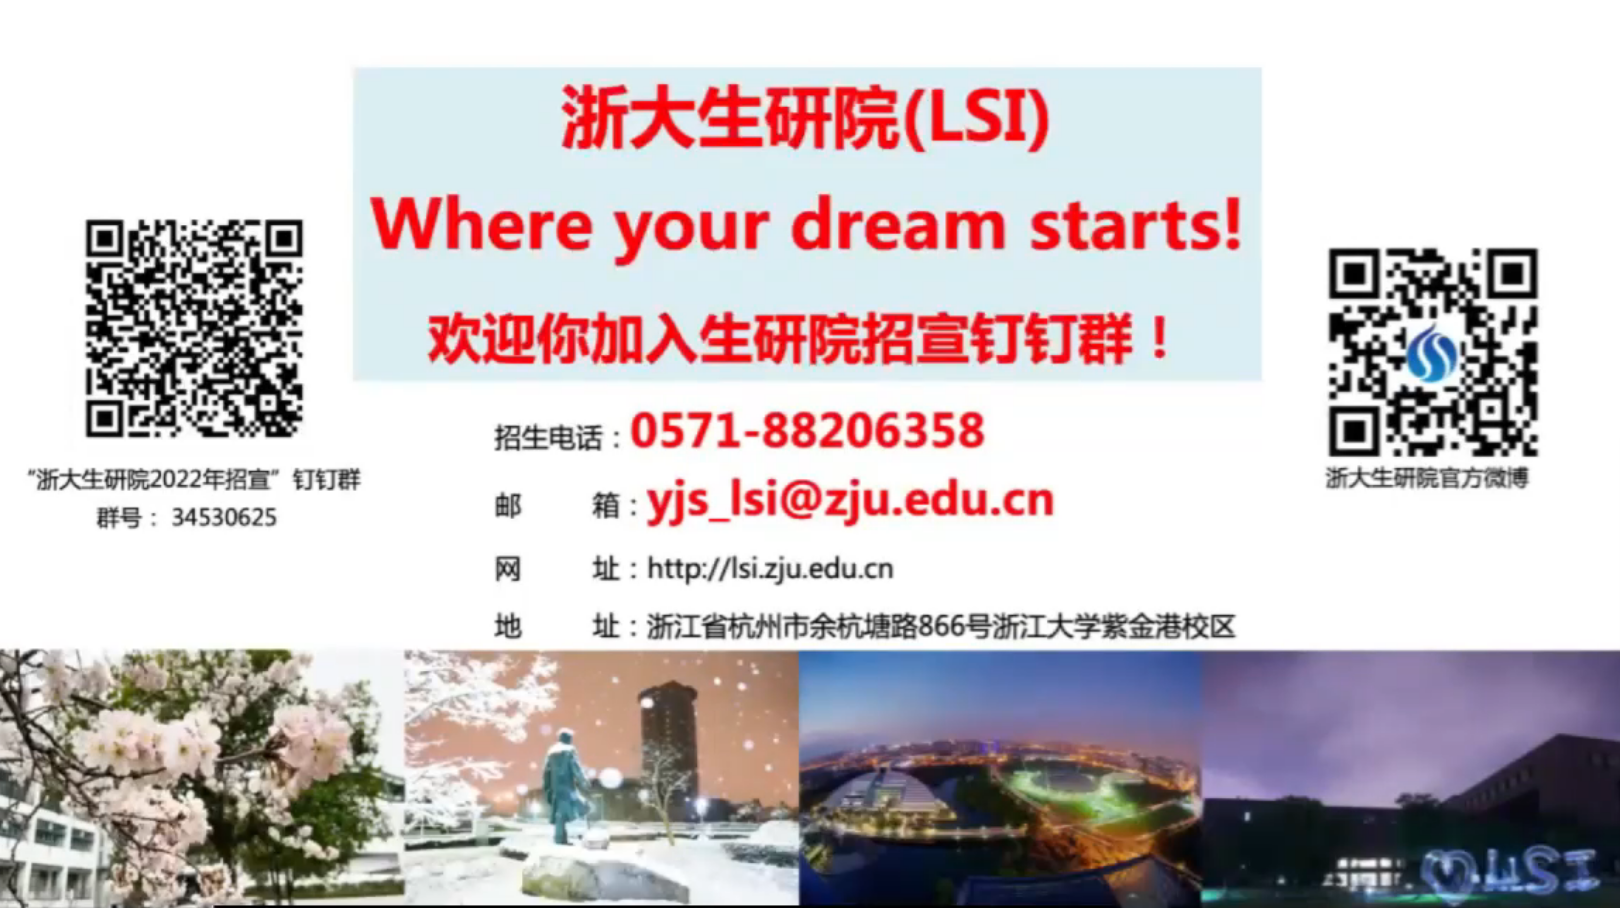 浙大生研院(LSI)
Where your dream starts!
欢迎你加入生研院招宣钉钉群！
“浙大生研院2022年招宣”钉钉群
群号： 34530625
浙大生研院官方微博
招生电话：0571-88206358
邮 箱：yjs_lsi@zju.edu.cn
网 址：http://lsi.zju.edu.cn
地 址：浙江省杭州市余杭塘路866号浙江大学紫金港校区
LSI